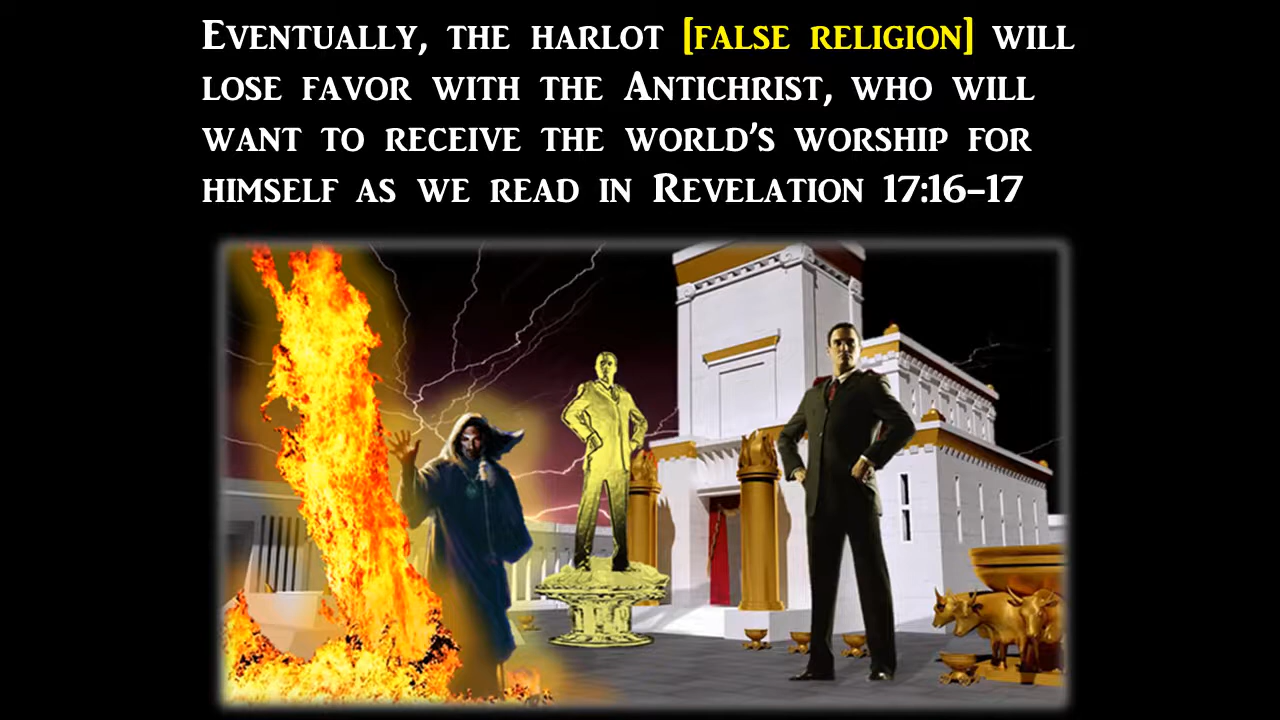 Eventually, the harlot [false religion] will
lose favor with the Antichrist, who will
want to receive the world’s worship for
himself as we read in Revelation 17:16–17